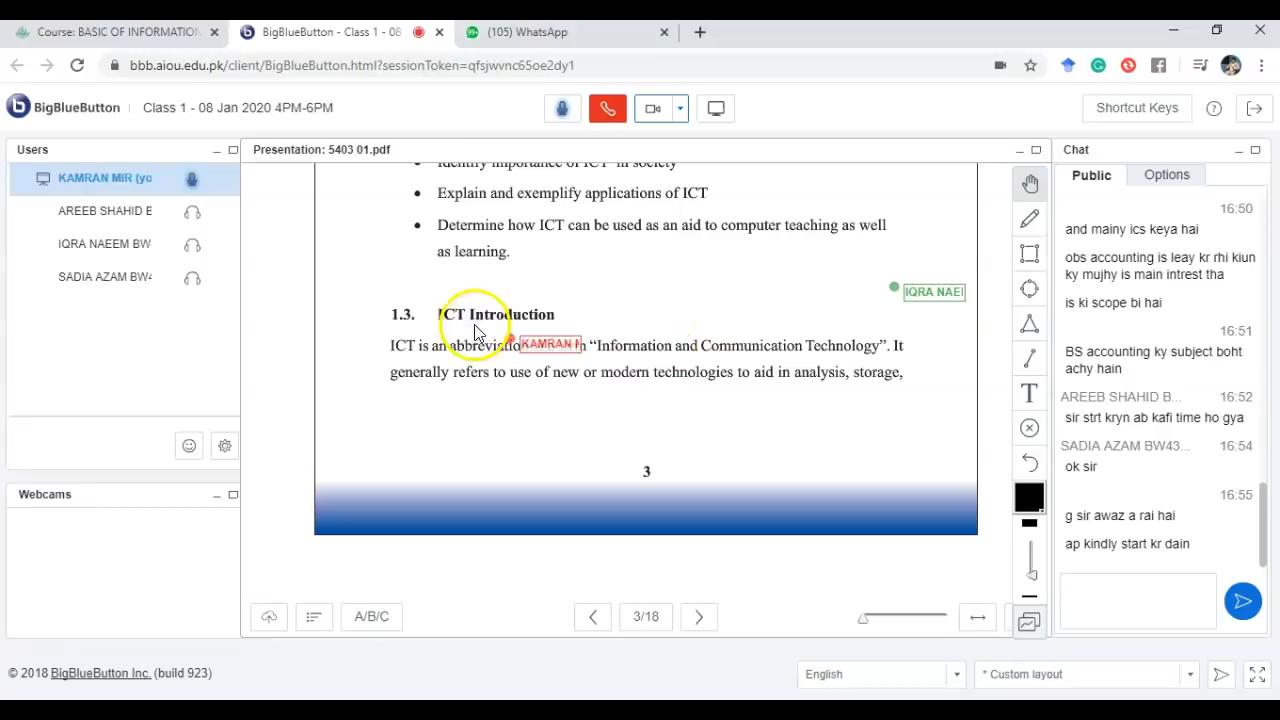 Course: BASIC OF INFORMATION
BigBlueButton - Class 1 - 08
(105) WhatsApp
bbb.aiou.edu.pk/client/BigBlueButton.html?sessionToken=qfsjwvnc65oe2dy1
BigBlueButton
Class 1 - 08 Jan 2020 4PM-6PM
Shortcut Keys
Users
KAMRAN MIR (yo
AREEB SHAHID E
IQRA NAEEM BW
SADIA AZAM BW4
Webcams
Presentation: 5403 01.pdf
Identify importance of ICT in society
• Explain and exemplify applications of ICT
• Determine how ICT can be used as an aid to computer teaching as well
as learning.
IQRA NAEI
1.3. ICT Introduction
ICT is an abbreviatio KAMRAN n "Information and Communication Technology". It
generally refers to use of new or modern technologies to aid in analysis, storage,
3
A/B/C
3/18
T
Chat
Public
Options
16:50
and mainy ics keya hai
obs accounting is leay kr rhi kiun
ky mujhy is main intrest tha
is ki scope bi hai
16:51
BS accounting ky subject boht
achy hain
AREEB SHAHID B... 16:52
sir strt kryn ab kafi time ho gya
SADIA AZAM BW43... 16:54
ok sir
16:55
g sir awaz a rai hai
ap kindly start kr dain
© 2018 BigBlueButton Inc. (build 923)
English
* Custom layout